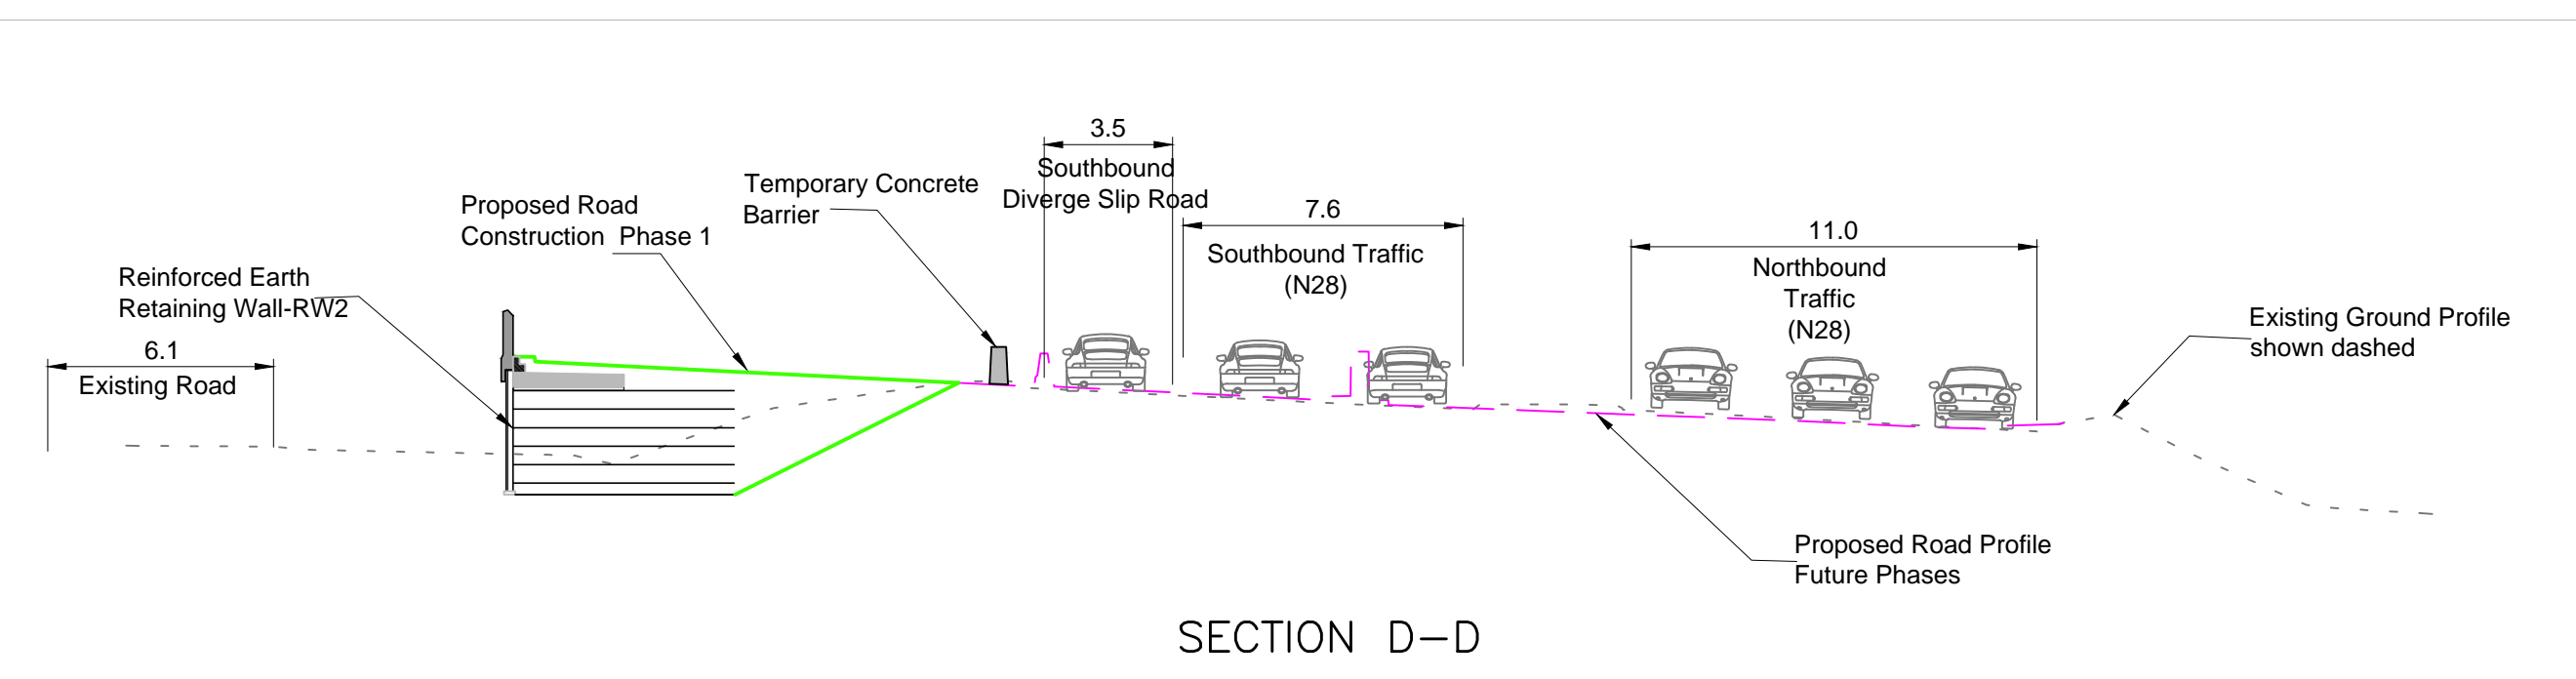 3.5
Southbound
Diverge Slip Road
Temporary Concrete
Barrier
Proposed Road
Construction  Phase 1
7.6
Southbound Traffic
(N28)
11.0
Northbound
Traffic
(N28)
Reinforced Earth
Retaining Wall-RW2
6.1
Existing Road
Existing Ground Profile
shown dashed
Proposed Road Profile
Future Phases
SECTION D-D